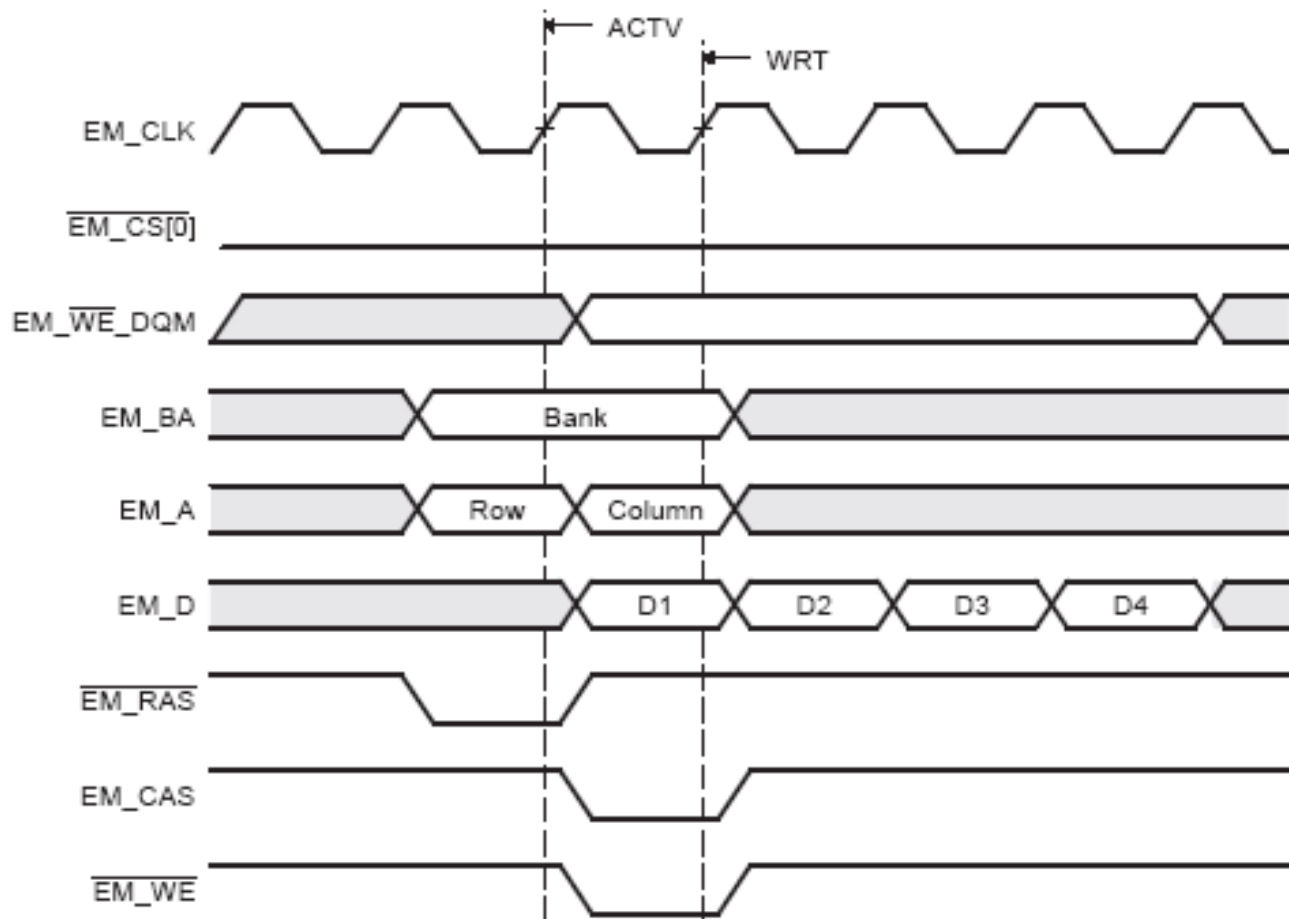 ACTV
WRT
EM_CLK
EM_CS[0]
EM_WE_DQM
EM_BA
Bank
EM_A
Row
Column
EM_D
D1
D2
D3
D4
EM_RAS
EM_CAS
EM_WE